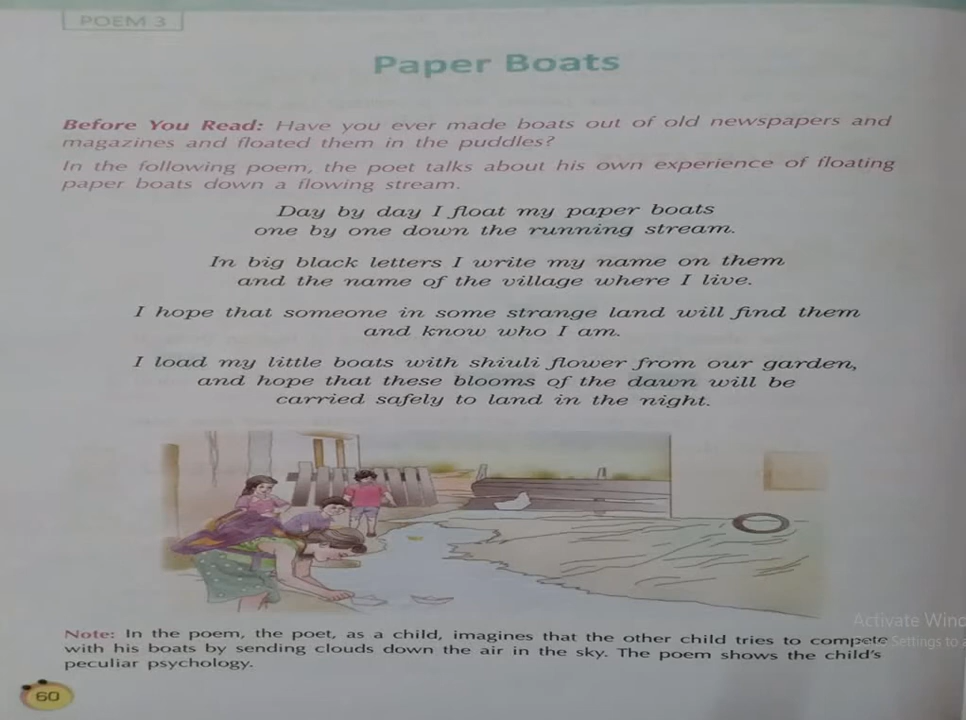 POEM 3
Paper Boats
Before You Read: Have you ever made boats out of old newspapers and
magazines and floated them in the puddles?
In the following poem, the poet talks about his own experience of floating
paper boats down a flowing stream.
Day by day I float my paper boats
one by one down the running stream.
In big black letters I write my name on them
and the name of the village where I live.
I hope that someone in some strange land will find them
and know who I am.
I load my little boats with shiuli flower from our garden,
and hope that these blooms of the dawn will be
carried safely to land in the night.
Note: In the poem, the poet, as a child, imagines that the other child tries to compete
with his boats by sending clouds down the air in the sky. The poem shows the child's
peculiar psychology.
60
Activate Wind
Settings to a